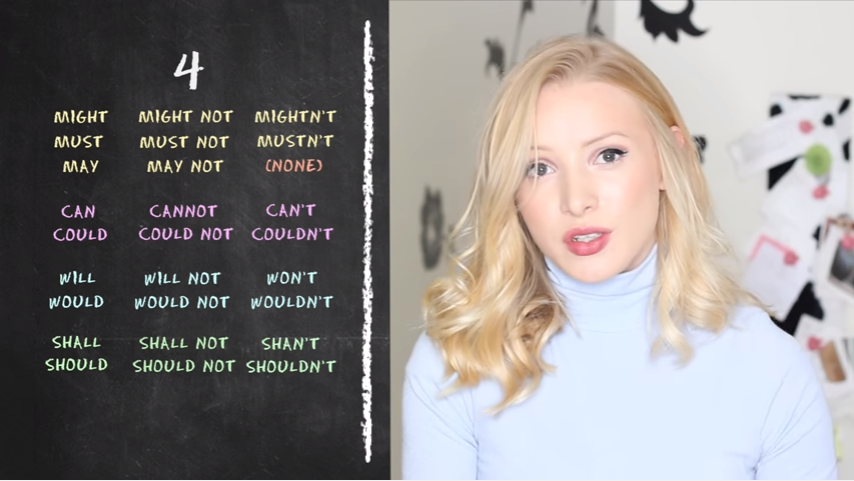 4
MIGHT MIGHT NOT MIGHTN'T
MUST MUST NOT MUSTN'T
MAY MAY NOT (NONE)
CAN CANNOT CAN'T
COULD COULD NOT COULDN'T
WILL WILL NOT WON'T
WOULD WOULD NOT WOULDN'T
SHALL SHALL NOT SHAN'T
SHOULD SHOULD NOT SHOULDN'T